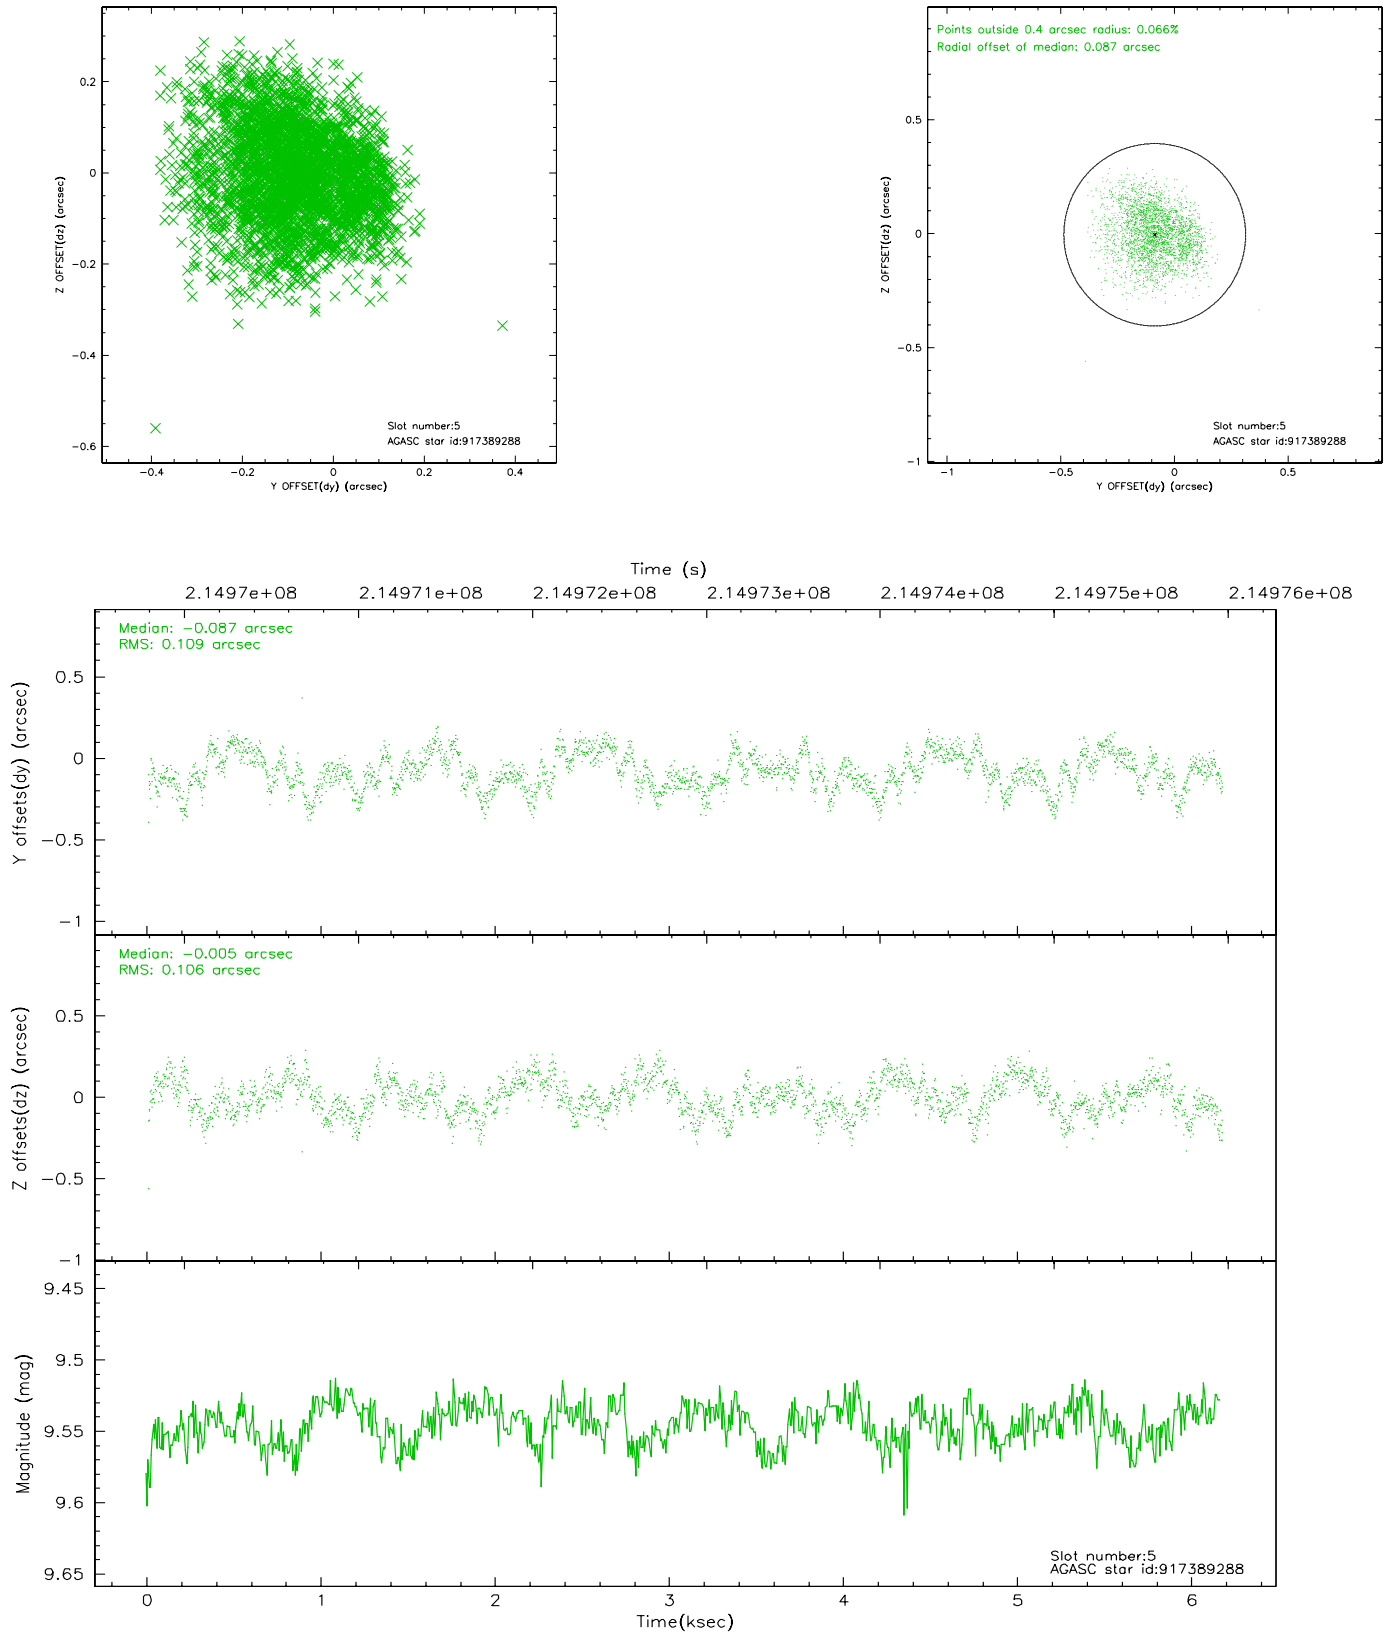 0.2
0
−0.2
−0.4
−0.6
Z OFFSET(dz) (arcsec)
Slot number:5
AGASC star id:917389288
−0.4 −0.2 0 0.2 0.4
Y OFFSET(dy) (arcsec)
Points outside 0.4 arcsec radius: 0.066%
Radial offset of median: 0.087 arcsec
0.5
0
−0.5
−1
Z OFFSET(dz) (arcsec)
Slot number:5
AGASC star id:917389288
−1 −0.5 0 0.5
Y OFFSET(dy) (arcsec)
Time (s)
2.1497e+08 2.14971e+08 2.14972e+08 2.14973e+08 2.14974e+08 2.14975e+08 2.14976e+08
Median: −0.087 arcsec
RMS: 0.109 arcsec
0.5
0
−0.5
−1
Y offsets(dy) (arcsec)
Median: −0.005 arcsec
RMS: 0.106 arcsec
0.5
0
−0.5
−1
Z offsets(dz) (arcsec)
9.45
9.5
9.55
9.6
9.65
Magnitude (mag)
Slot number:5
AGASC star id:917389288
0 1 2 3 4 5 6
Time(ksec)